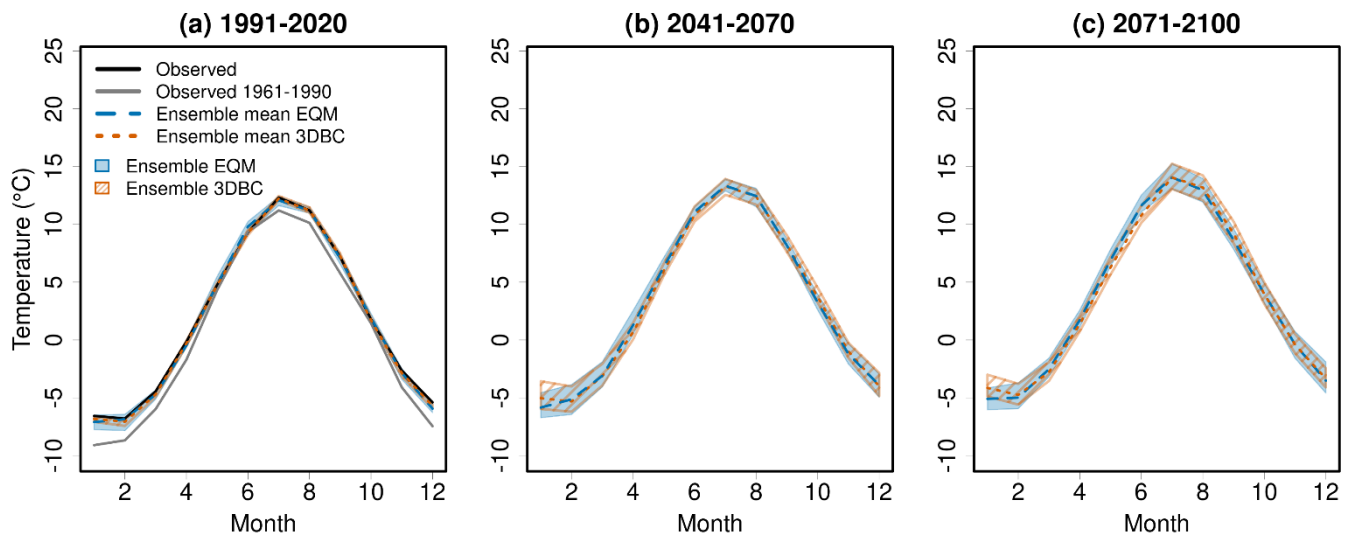 (a) 1991-2020
(b) 2041-2070
(c) 2071-2100
Temperature (°C)
25
20
15
10
5
0
-5
-10
Observed
Observed 1961-1990
Ensemble mean EQM
Ensemble mean 3DBC
Ensemble EQM
Ensemble 3DBC
2 4 6 8 10 12
Month
25
20
15
10
5
0
-5
-10
2 4 6 8 10 12
Month
25
20
15
10
5
0
-5
-10
2 4 6 8 10 12
Month